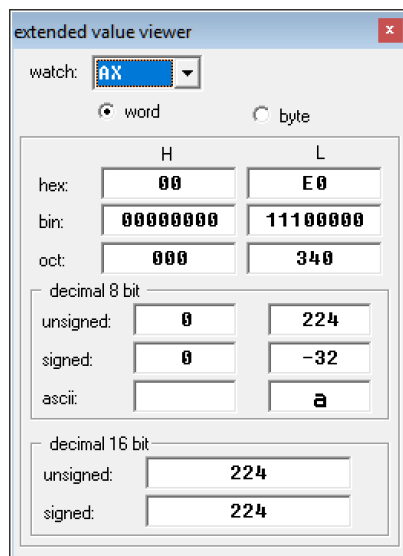 extended value viewer x
watch: AX
word byte
H L
hex: 00 E0
bin: 00000000 11100000
oct: 000 340
decimal 8 bit
unsigned: 0 224
signed: 0 -32
ascii: a
decimal 16 bit
unsigned: 224
signed: 224